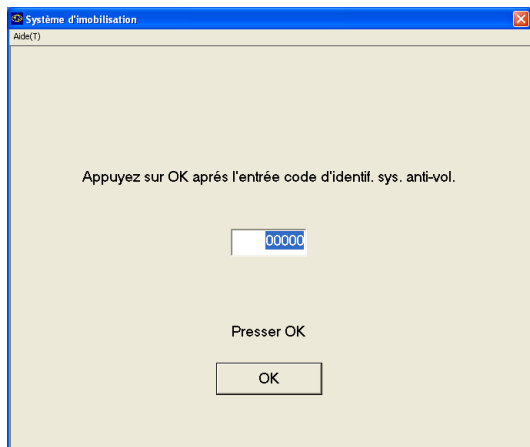 Système d'imobilisation
Aide(T)
Appuyez sur OK aprés l'entrée code d'identif. sys. anti-vol.
00000
Presser OK
OK